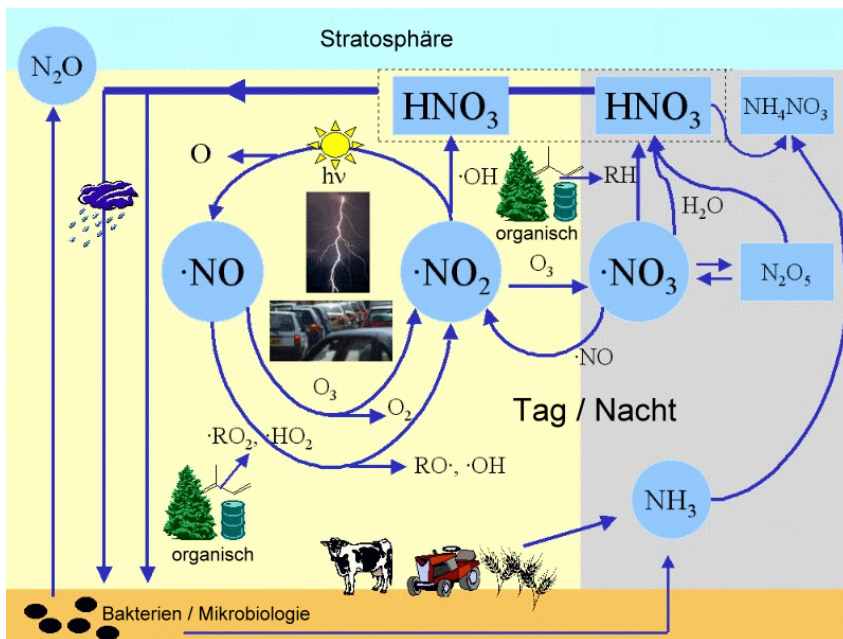 Stratosphäre
N₂O
HNO₃
HNO₃
NH₄NO₃
O
hν
·OH
RH
organisch
H₂O
·NO
·NO₂
O₃
·NO₃
N₂O₅
·NO
O₃
O₂
Tag / Nacht
·RO₂, ·HO₂
RO·, ·OH
organisch
NH₃
Bakterien / Mikrobiologie